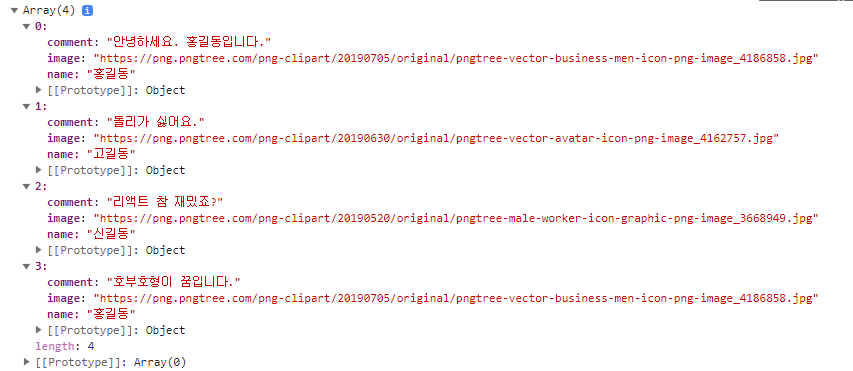 Array(4) i
0:
comment: "안녕하세요. 홍길동입니다."
image: "https://png.pngtree.com/png-clipart/20190705/original/pngtree-vector-business-men-icon-png-image_4186858.jpg"
name: "홍길동"
[[Prototype]]: Object
1:
comment: "둘리가 싫어요."
image: "https://png.pngtree.com/png-clipart/20190630/original/pngtree-vector-avatar-icon-png-image_4162757.jpg"
name: "고길동"
[[Prototype]]: Object
2:
comment: "리액트 참 재밌죠?"
image: "https://png.pngtree.com/png-clipart/20190520/original/pngtree-male-worker-icon-graphic-png-image_3668949.jpg"
name: "신길동"
[[Prototype]]: Object
3:
comment: "호부호형이 꿈입니다."
image: "https://png.pngtree.com/png-clipart/20190705/original/pngtree-vector-business-men-icon-png-image_4186858.jpg"
name: "홍길동"
[[Prototype]]: Object
length: 4
[[Prototype]]: Array(0)